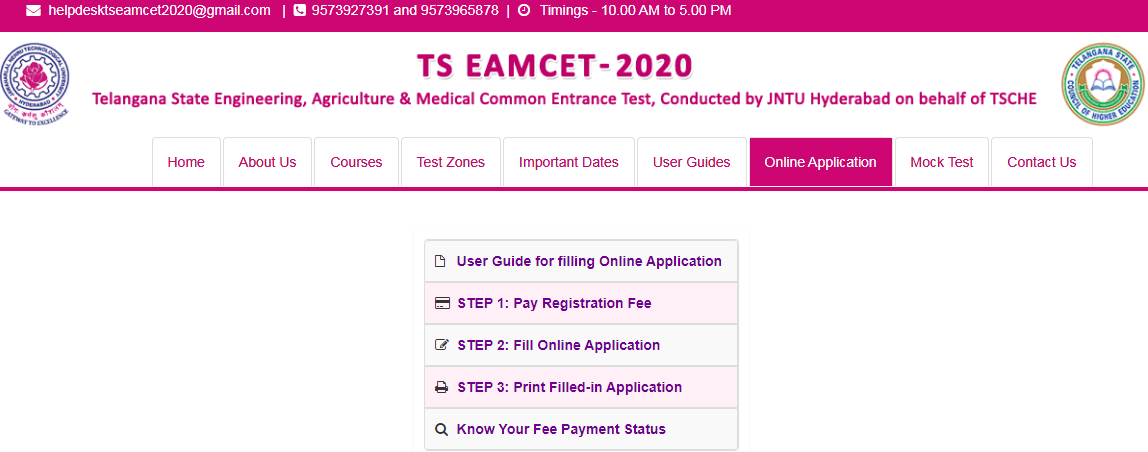 helpdesktseamcet2020@gmail.com | 9573927391 and 9573965878 | Timings - 10.00 AM to 5.00 PM
TS EAMCET-2020
Telangana State Engineering, Agriculture & Medical Common Entrance Test, Conducted by JNTU Hyderabad on behalf of TSCHE
TELANGANA STATE
COUNCIL OF HIGHER EDUCATION
HYDERABAD
GATEWAY TO EXCELLENCE
Home About Us Courses Test Zones Important Dates User Guides Online Application Mock Test Contact Us
User Guide for filling Online Application
STEP 1: Pay Registration Fee
STEP 2: Fill Online Application
STEP 3: Print Filled-in Application
Know Your Fee Payment Status